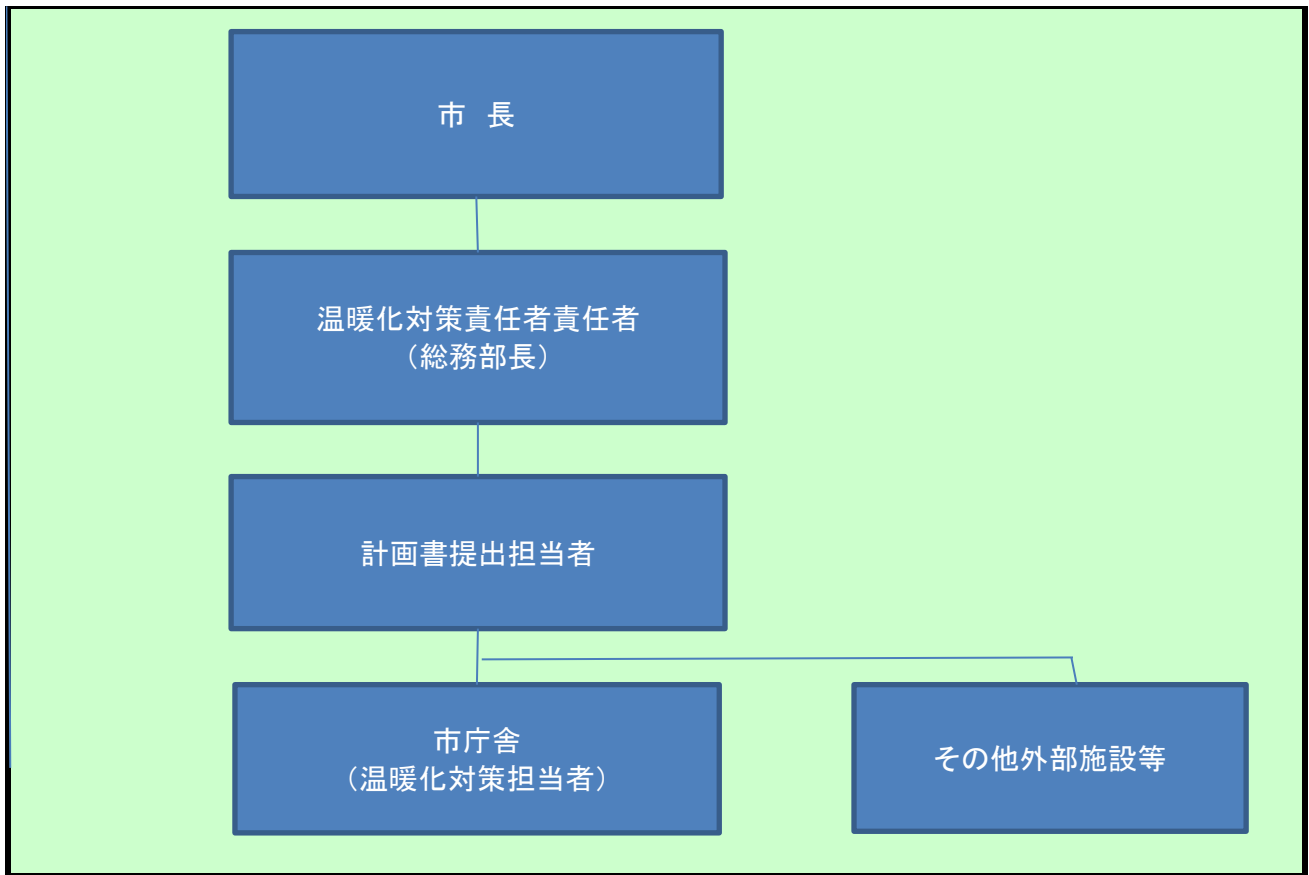 市 長
温暖化対策責任者責任者
（総務部長）
計画書提出担当者
市庁舎
（温暖化対策担当者）
その他外部施設等